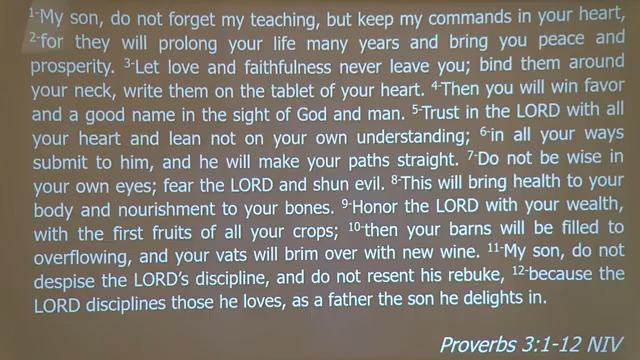 1-My son, do not forget my teaching, but keep my commands in your heart,
2-for they will prolong your life many years and bring you peace and
prosperity. 3-Let love and faithfulness never leave you; bind them around
your neck, write them on the tablet of your heart. 4-Then you will win favor
and a good name in the sight of God and man. 5-Trust in the LORD with all
your heart and lean not on your own understanding; 6-in all your ways
submit to him, and he will make your paths straight. 7-Do not be wise in
your own eyes; fear the LORD and shun evil. 8-This will bring health to your
body and nourishment to your bones. 9-Honor the LORD with your wealth,
with the first fruits of all your crops; 10-then your barns will be filled to
overflowing, and your vats will brim over with new wine. 11-My son, do not
despise the LORD's discipline, and do not resent his rebuke, 12-because the
LORD disciplines those he loves, as a father the son he delights in.
Proverbs 3:1-12 NIV